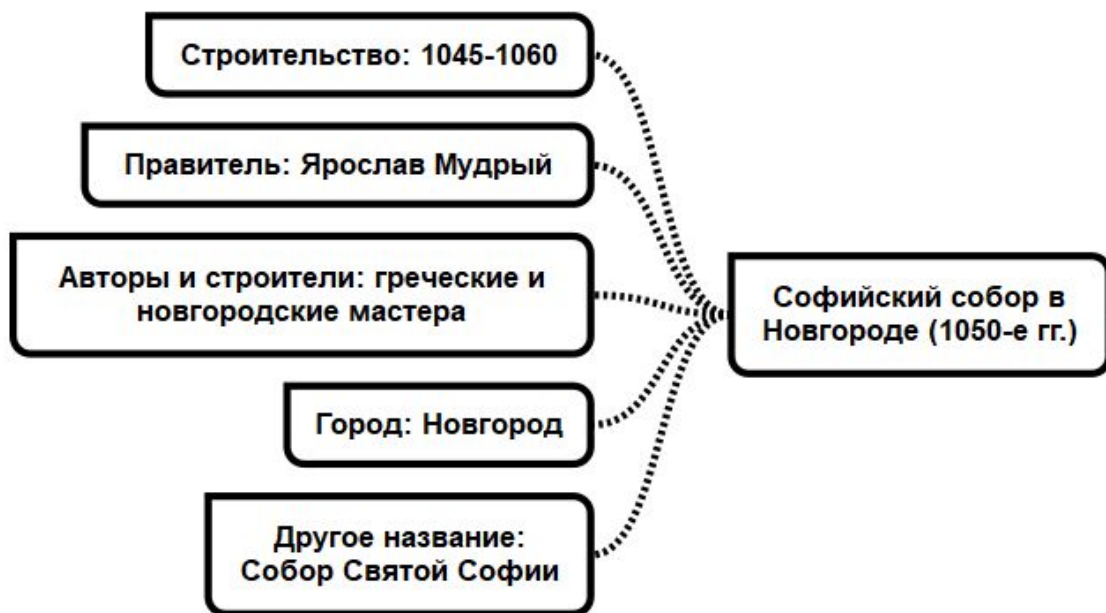 Строительство: 1045-1060
Правитель: Ярослав Мудрый
Авторы и строители: греческие и
новгородские мастера
Город: Новгород
Другое название:
Собор Святой Софии
Софийский собор в
Новгороде (1050-е гг.)